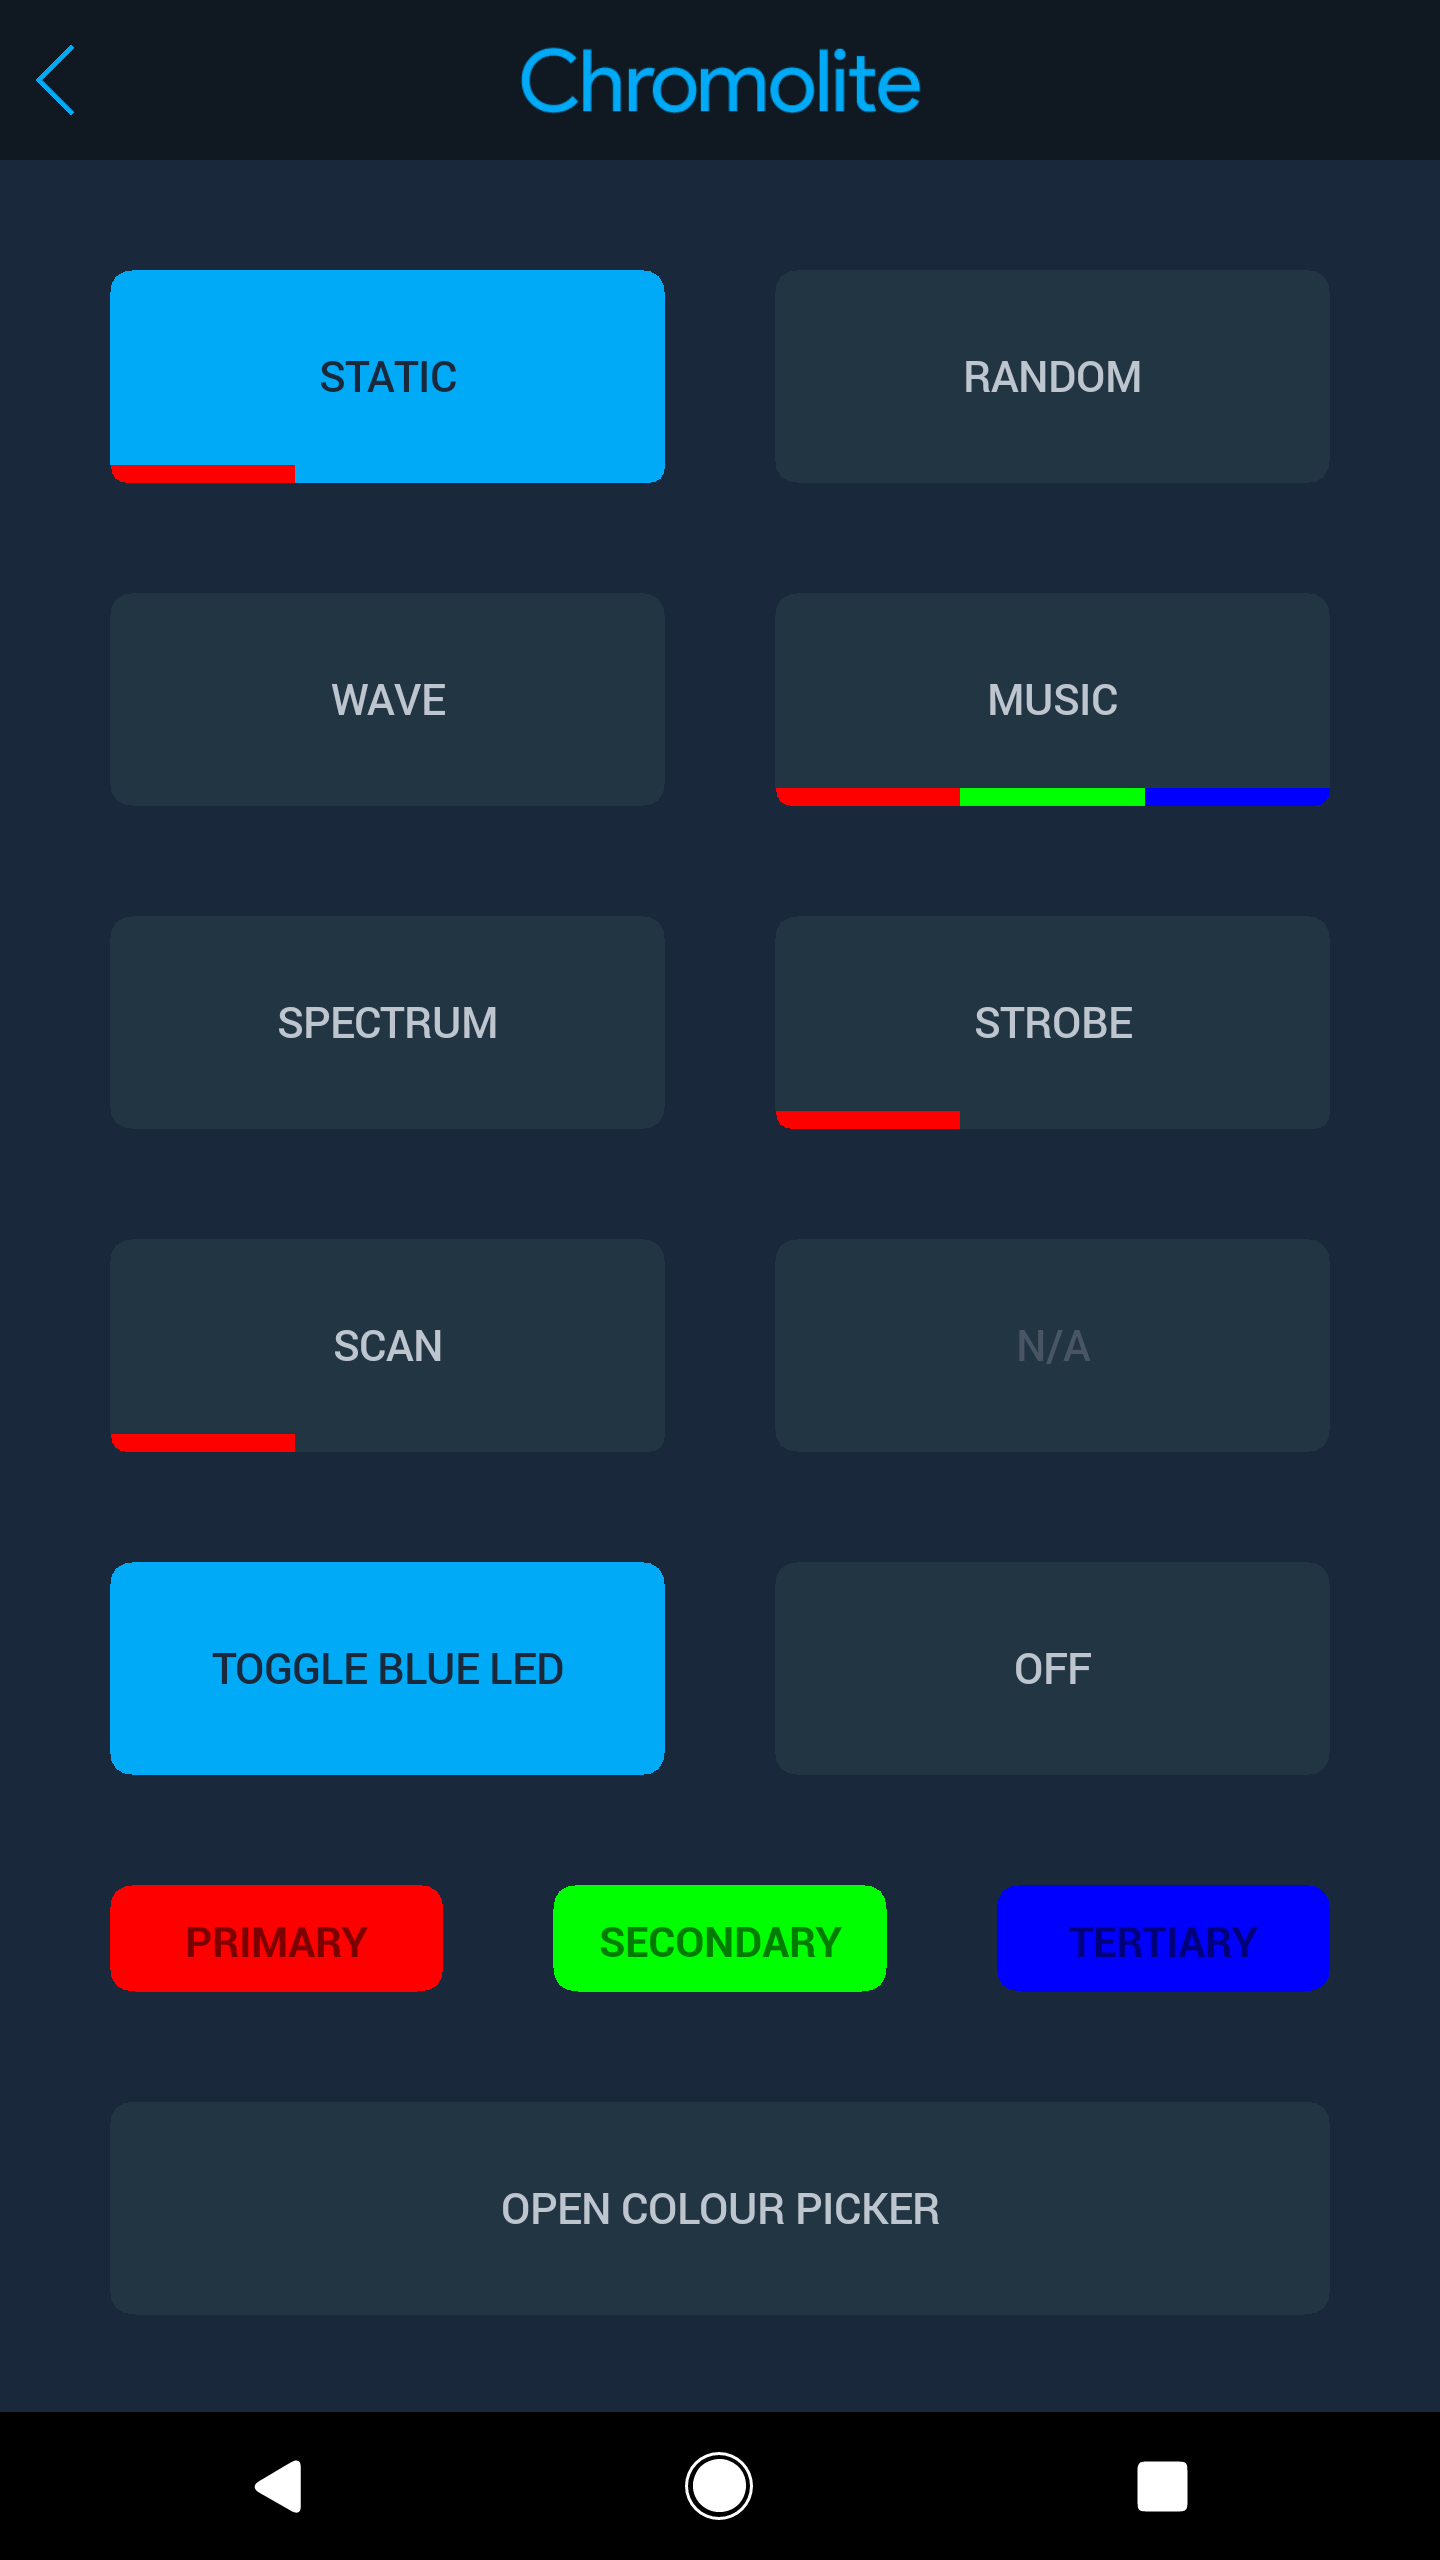 Chromolite
STATIC
RANDOM
WAVE
MUSIC
SPECTRUM
STROBE
SCAN
N/A
TOGGLE BLUE LED
OFF
PRIMARY
SECONDARY
TERTIARY
OPEN COLOUR PICKER